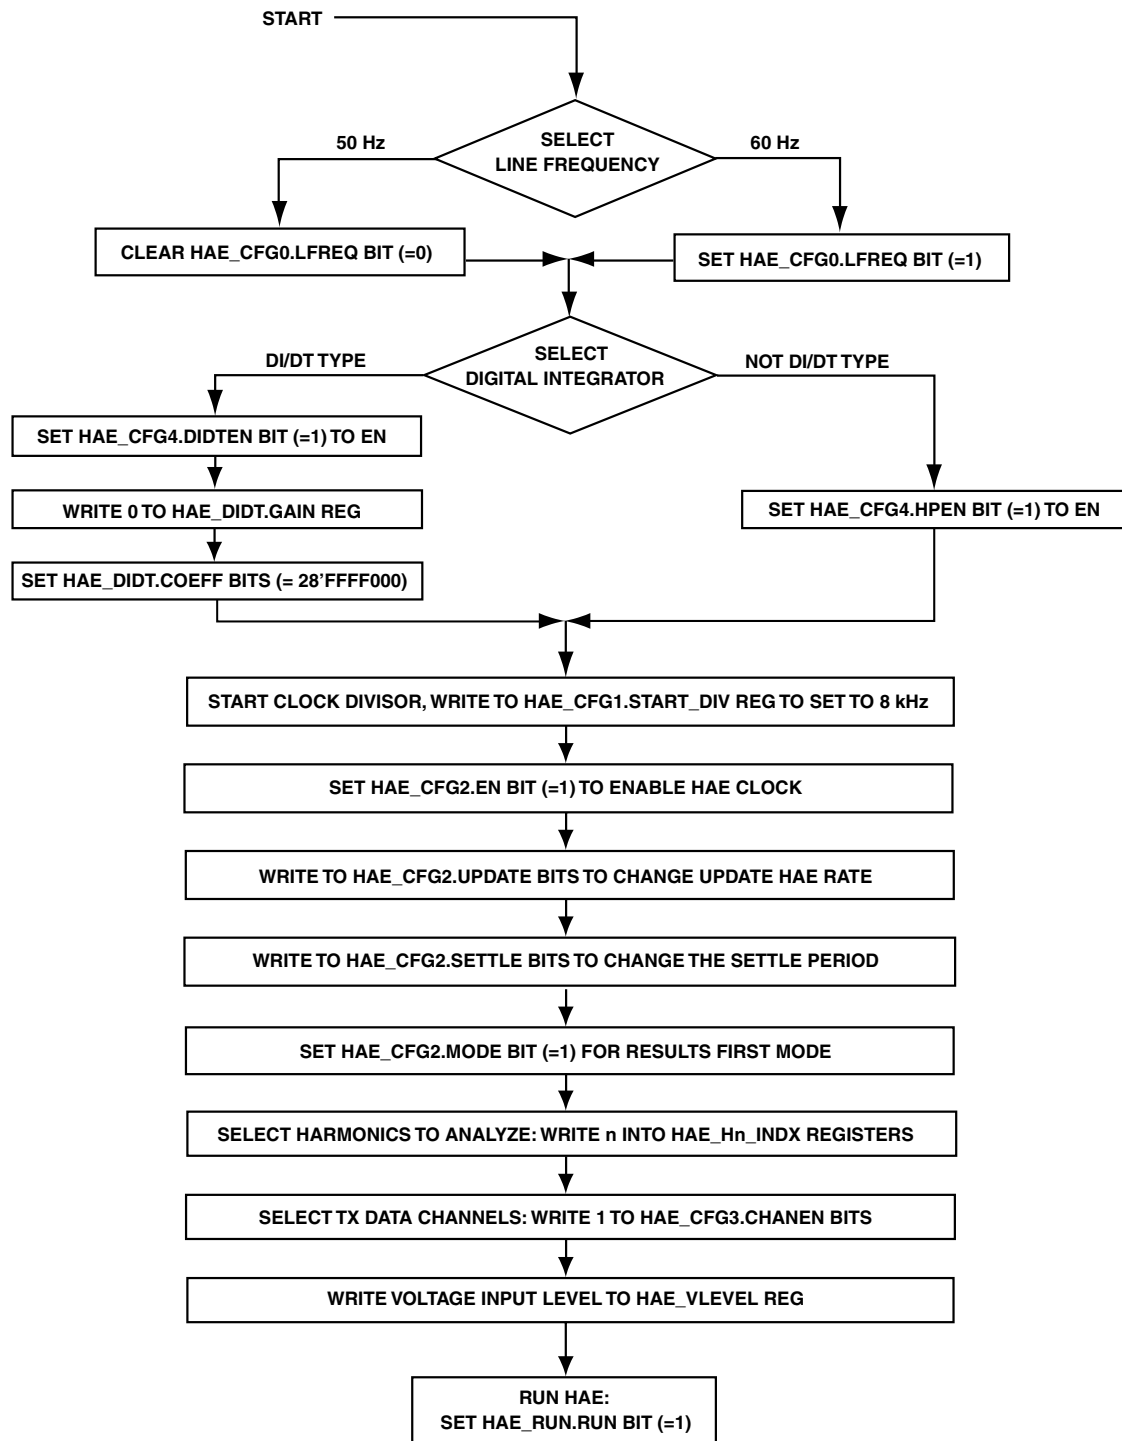 START
SELECT
LINE FREQUENCY
50 Hz
60 Hz
CLEAR HAE_CFG0.LFREQ BIT (=0)
SET HAE_CFG0.LFREQ BIT (=1)
SELECT
DIGITAL INTEGRATOR
DI/DT TYPE
NOT DI/DT TYPE
SET HAE_CFG4.DIDTEN BIT (=1) TO EN
WRITE 0 TO HAE_DIDT.GAIN REG
SET HAE_DIDT.COEFF BITS (= 28’FFFF000)
SET HAE_CFG4.HPEN BIT (=1) TO EN
START CLOCK DIVISOR, WRITE TO HAE_CFG1.START_DIV REG TO SET TO 8 kHz
SET HAE_CFG2.EN BIT (=1) TO ENABLE HAE CLOCK
WRITE TO HAE_CFG2.UPDATE BITS TO CHANGE UPDATE HAE RATE
WRITE TO HAE_CFG2.SETTLE BITS TO CHANGE THE SETTLE PERIOD
SET HAE_CFG2.MODE BIT (=1) FOR RESULTS FIRST MODE
SELECT HARMONICS TO ANALYZE: WRITE n INTO HAE_Hn_INDX REGISTERS
SELECT TX DATA CHANNELS: WRITE 1 TO HAE_CFG3.CHANEN BITS
WRITE VOLTAGE INPUT LEVEL TO HAE_VLEVEL REG
RUN HAE:
SET HAE_RUN.RUN BIT (=1)